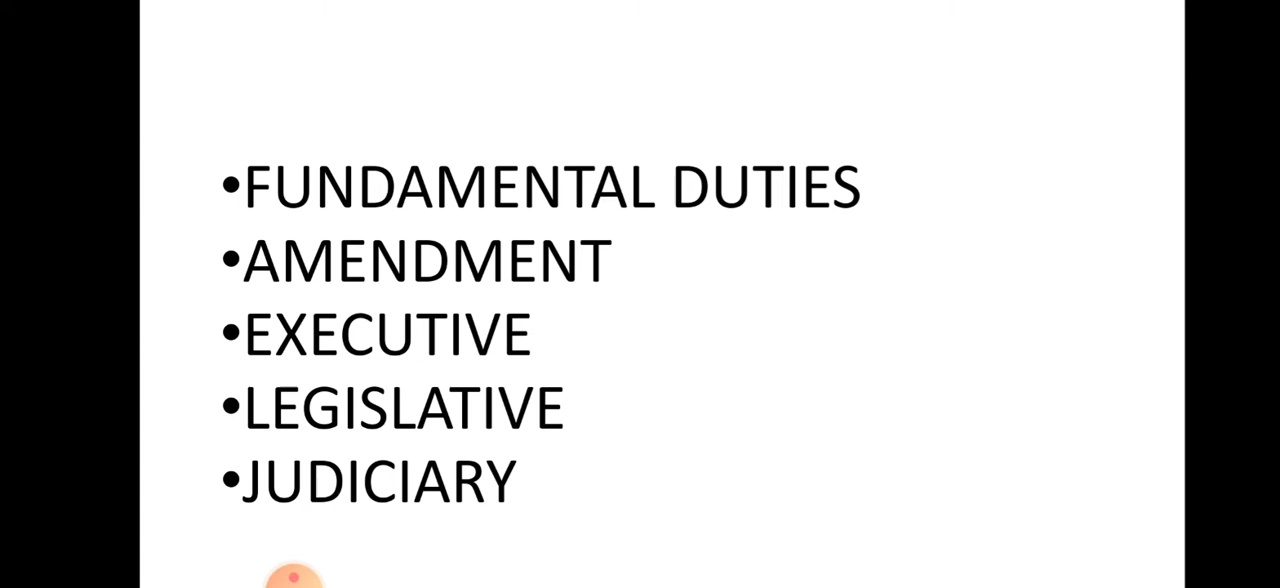 •FUNDAMENTAL DUTIES
•AMENDMENT
•EXECUTIVE
•LEGISLATIVE
•JUDICIARY